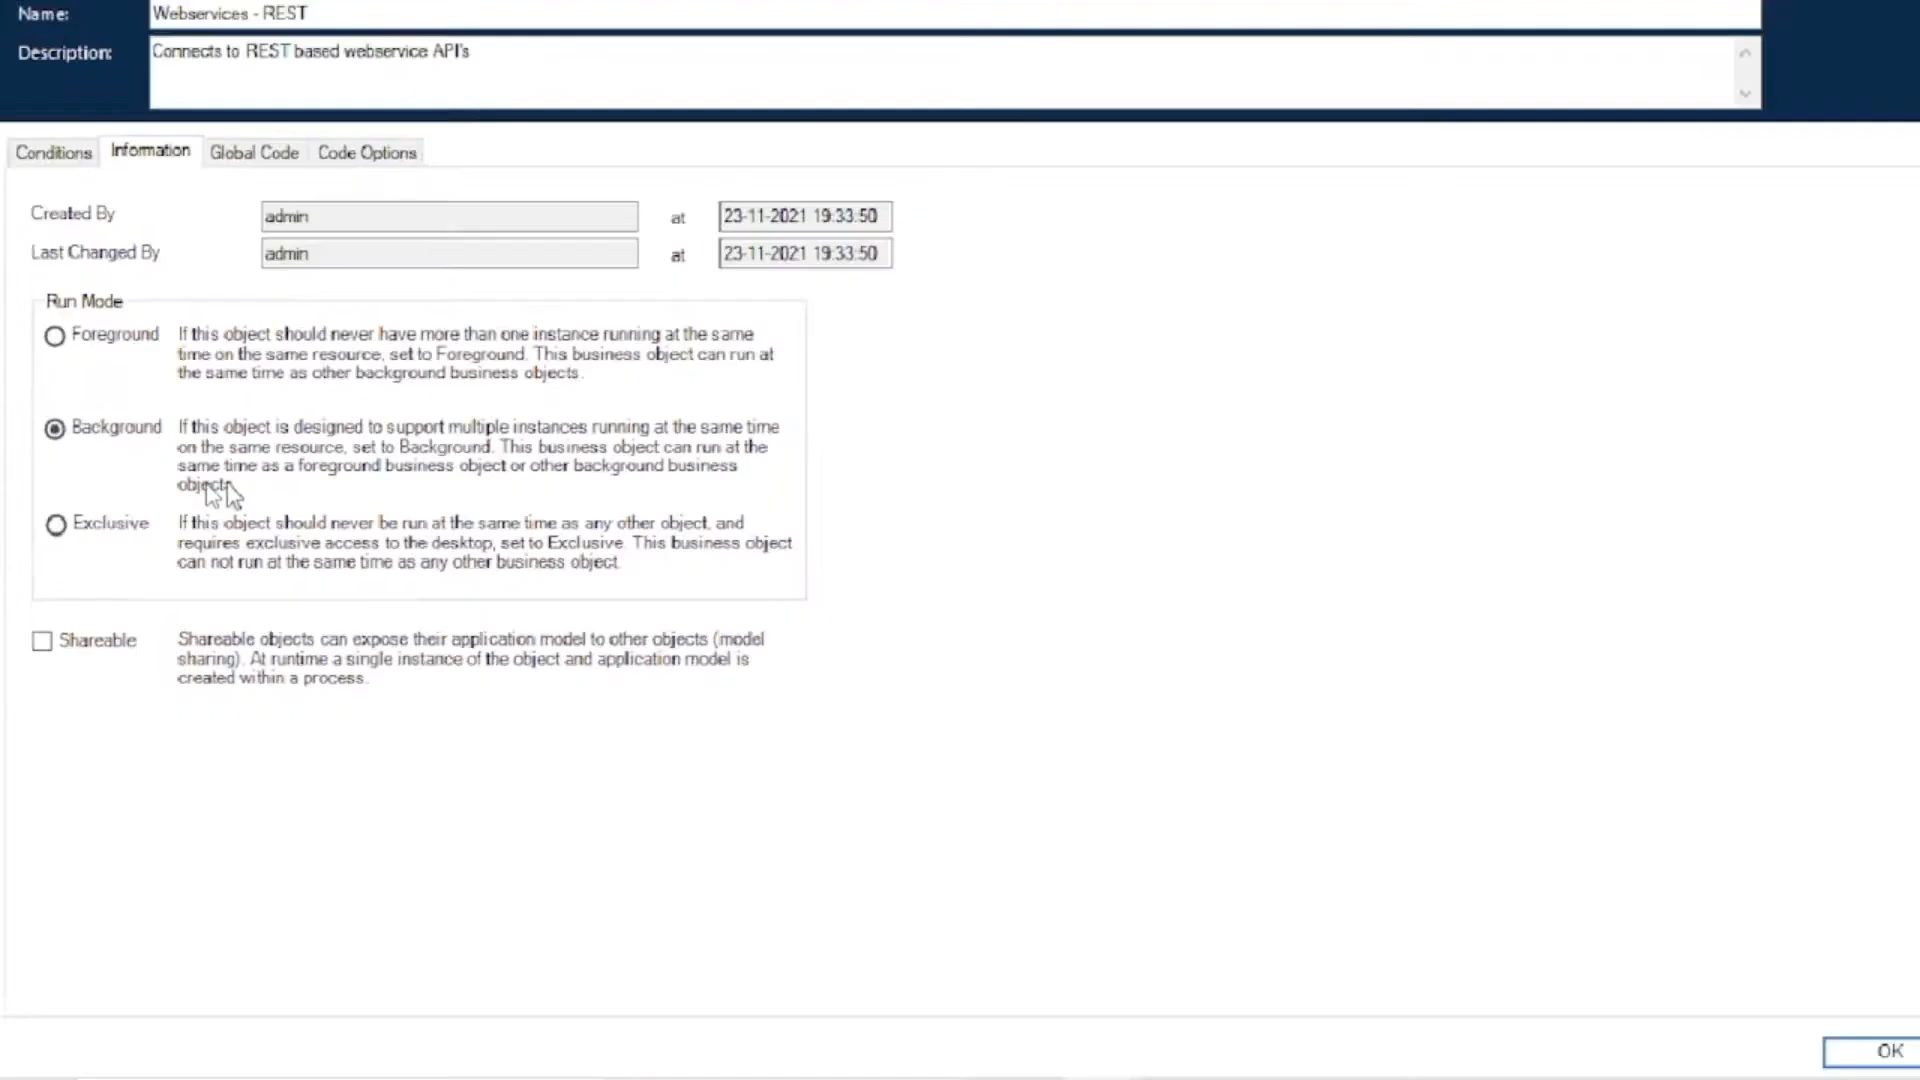 Name: Webservices - REST
Description: Connects to REST based webservice API's
Conditions Information Global Code Code Options
Created By admin at 23-11-2021 19:33:50
Last Changed By admin at 23-11-2021 19:33:50
Run Mode
Foreground If this object should never have more than one instance running at the same
time on the same resource, set to Foreground. This business object can run at
the same time as other background business objects.
Background If this object is designed to support multiple instances running at the same time
on the same resource, set to Background. This business object can run at the
same time as a foreground business object or other background business
objects.
Exclusive If this object should never be run at the same time as any other object, and
requires exclusive access to the desktop, set to Exclusive. This business object
can not run at the same time as any other business object.
Shareable Shareable objects can expose their application model to other objects (model
sharing). At runtime a single instance of the object and application model is
created within a process.
OK